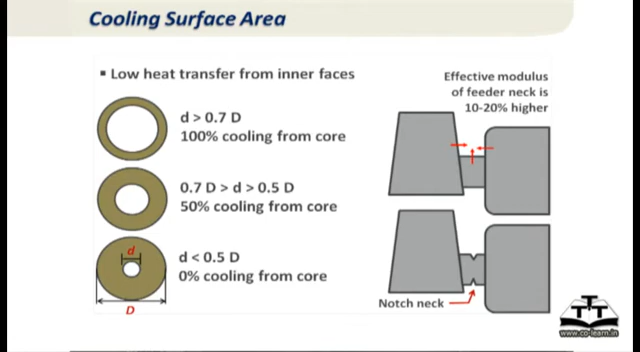 Cooling Surface Area
▪ Low heat transfer from inner faces
d > 0.7 D
100% cooling from core
0.7 D > d > 0.5 D
50% cooling from core
d < 0.5 D
0% cooling from core
d
D
Effective modulus
of feeder neck is
10-20% higher
Notch neck
TTT
www.co-learn.in